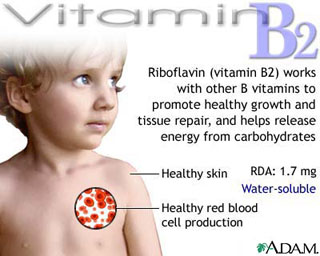 Vitamin B2
Riboflavin (vitamin B2) works
with other B vitamins to
promote healthy growth and
tissue repair, and helps release
energy from carbohydrates
Healthy skin
RDA: 1.7 mg
Water-soluble
Healthy red blood
cell production
A.D.A.M.